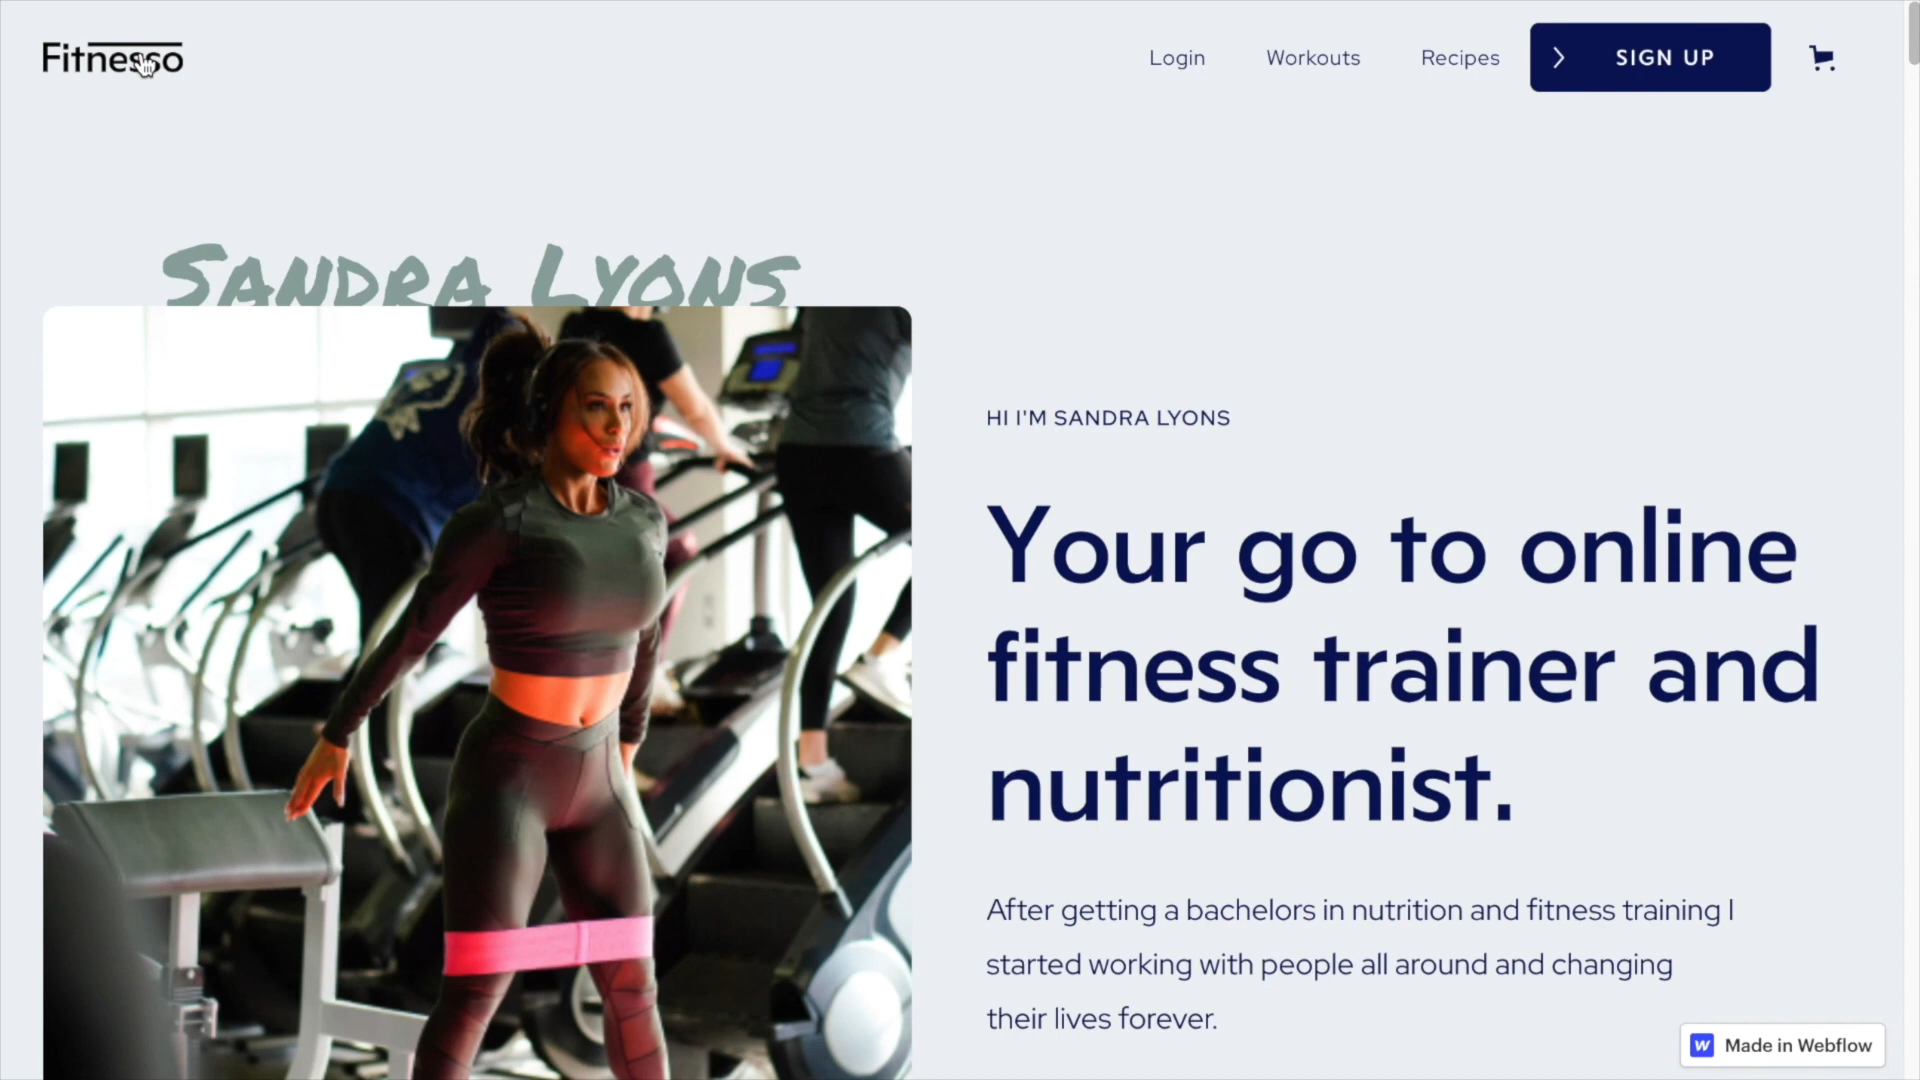 Fitnesso
Login Workouts Recipes SIGN UP
SANDRA LYONS
HI I'M SANDRA LYONS
Your go to online
fitness trainer and
nutritionist.
After getting a bachelors in nutrition and fitness training I
started working with people all around and changing
their lives forever.
Made in Webflow